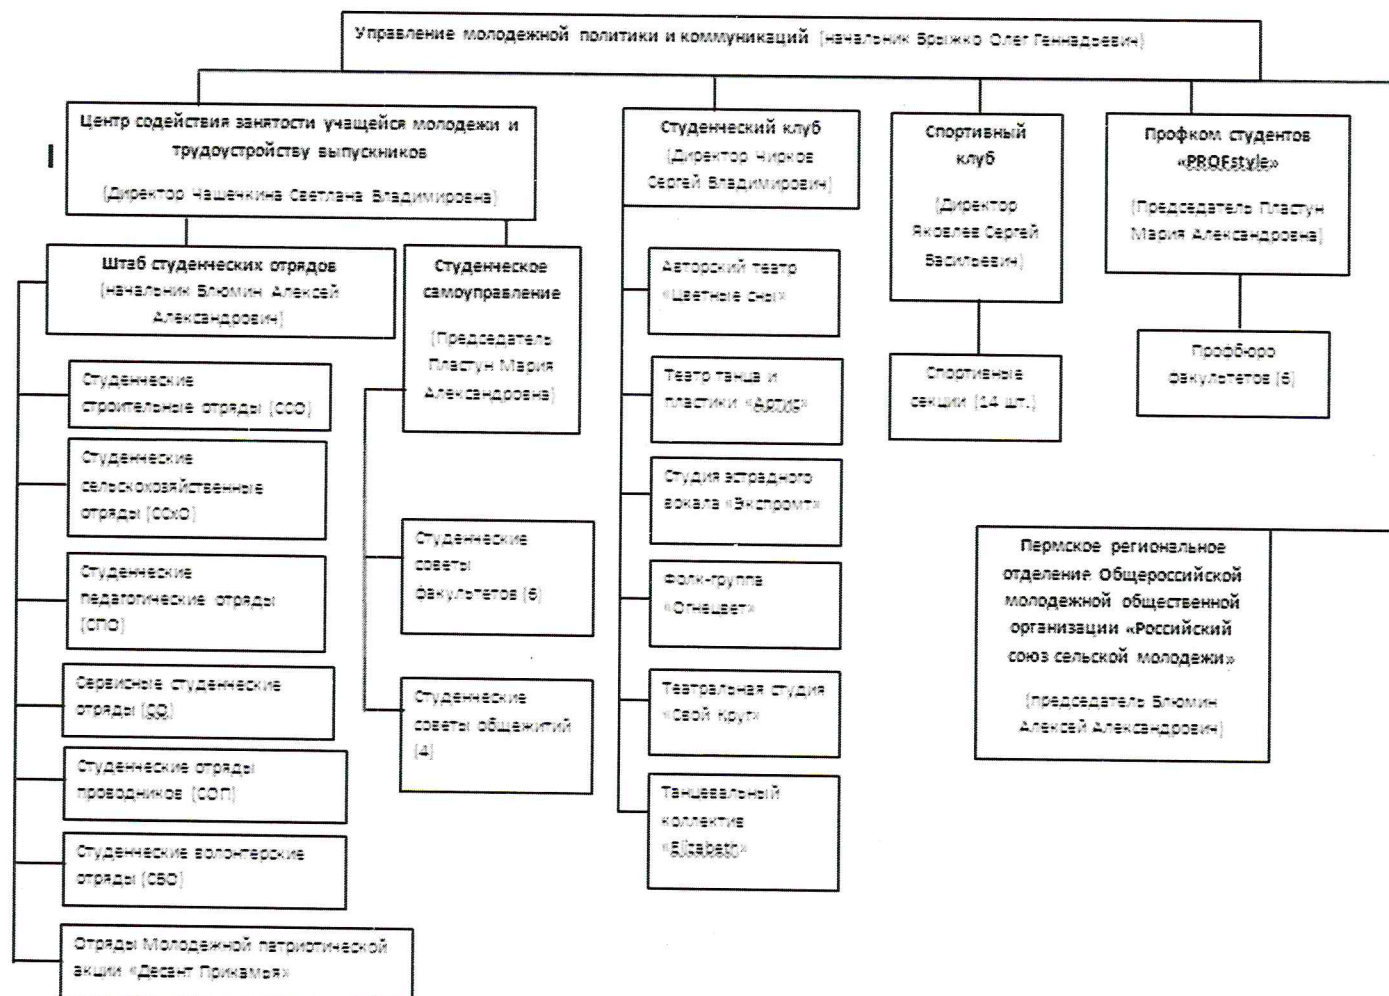 Управление молодежной политики и коммуникаций (начальник Брыжко Олег Геннадьевич)
Центр содействия занятости учащейся молодежи и
трудоустройству выпускников
(Директор Чашечкина Светлана Владимировна)
Студенческий клуб
(Директор Чирков
Сергей Владимирович)
Спортивный
клуб
(Директор
Яковлев Сергей
Васильевич)
Профком студентов
«PROFstyle»
(Председатель Пластун
Мария Александровна)
Штаб студенческих отрядов
(начальник Блюмин Алексей
Александрович)
Студенческое
самоуправление
(Председатель
Пластун Мария
Александровна)
Студенческие
строительные отряды (ССО)
Студенческие
сельскохозяйственные
отряды (ССхО)
Студенческие
педагогические отряды
(СПО)
Сервисные студенческие
отряды (СО)
Студенческие отряды
проводников (СОП)
Студенческие волонтерские
отряды (СВО)
Отряды Молодежной патриотической
акции «Десант Прикамья»
Студенческие
советы
факультетов (6)
Студенческие
советы общежитий
(4)
Авторский театр
«Цветные сны»
Театр танца и
пластики «Артис»
Студия эстрадного
вокала «Экспромт»
Фолк-группа
«Огнецвет»
Театральная студия
«Свой Круг»
Танцевальный
коллектив
«Elizabeth»
Спортивные
секции (14 шт.)
Профбюро
факультетов (6)
Пермское региональное
отделение Общероссийской
молодежной общественной
организации «Российский
союз сельской молодежи»
(председатель Блюмин
Алексей Александрович)